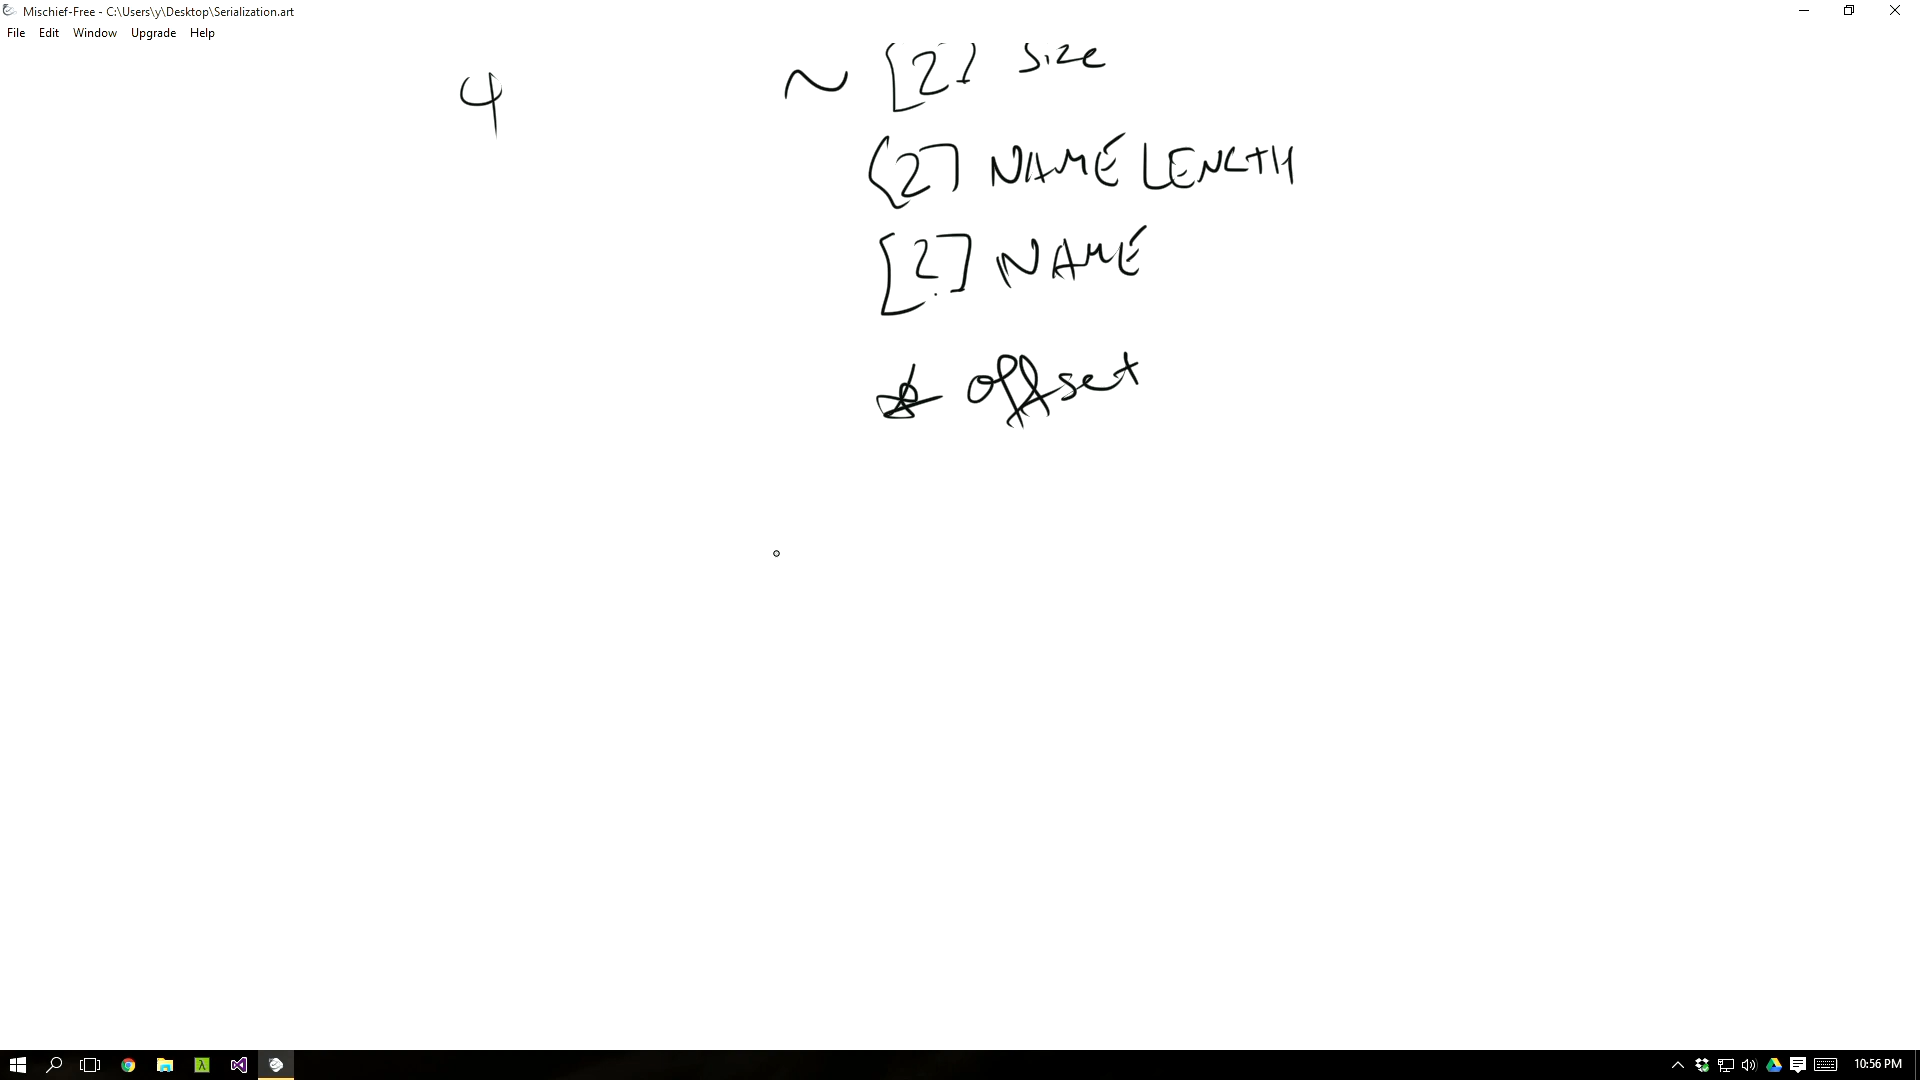 Mischief-Free - C:\Users\y\Desktop\Serialization.art
File Edit Window Upgrade Help
4 ~ [2] size
[2] NAME LENGTH
[?] NAME
* offset
10:56 PM